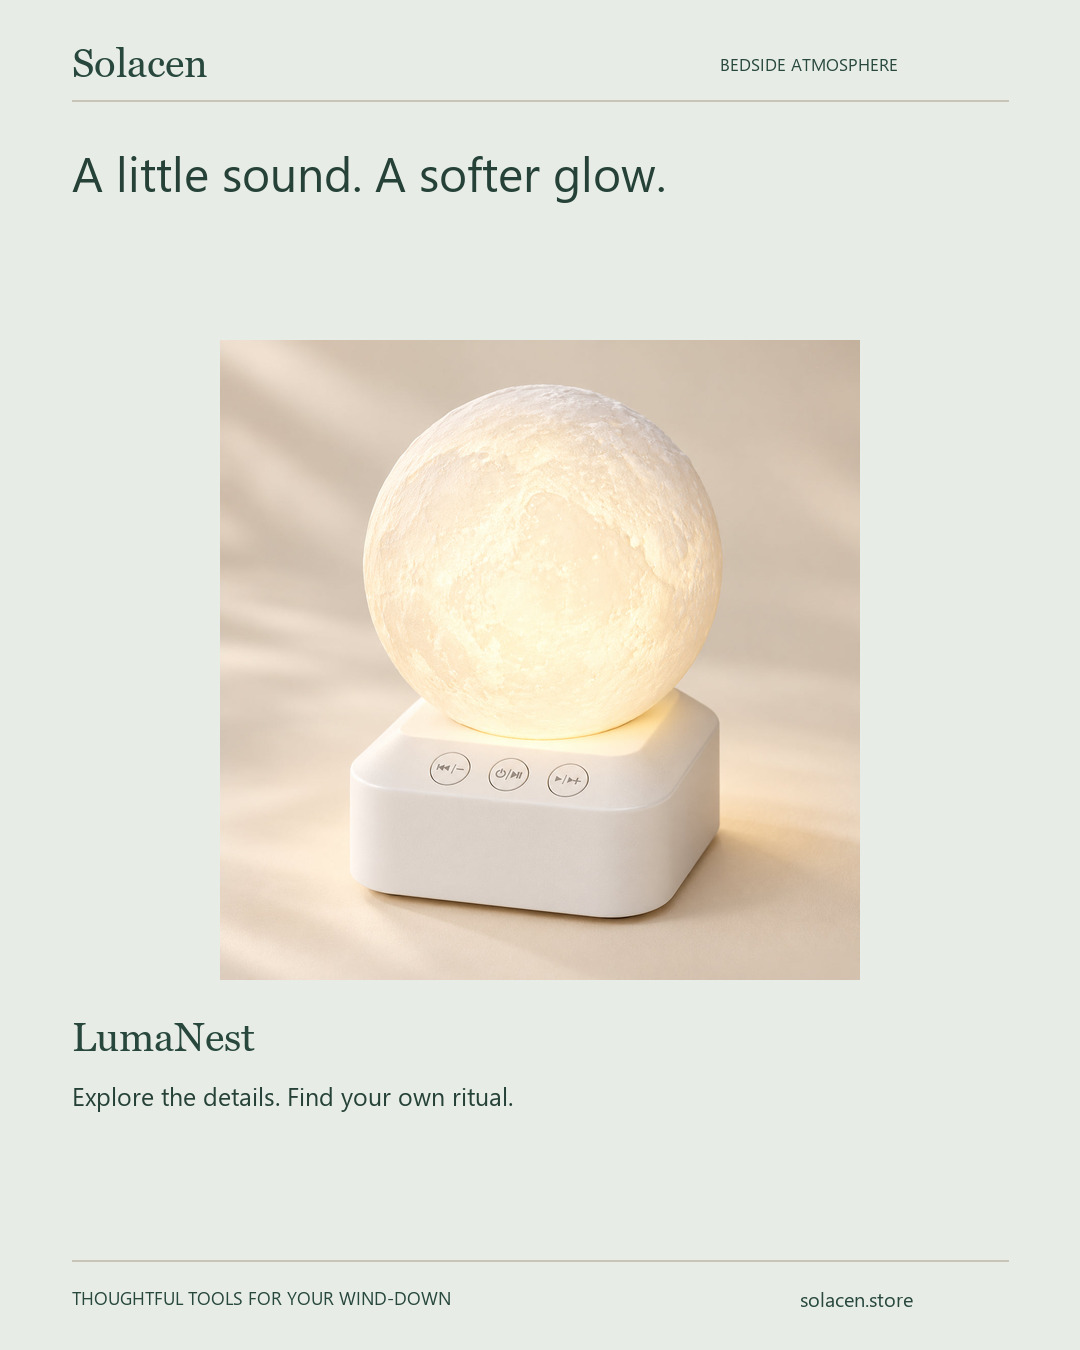 Solacen
BEDSIDE ATMOSPHERE
A little sound. A softer glow.
LumaNest
Explore the details. Find your own ritual.
THOUGHTFUL TOOLS FOR YOUR WIND-DOWN
solacen.store